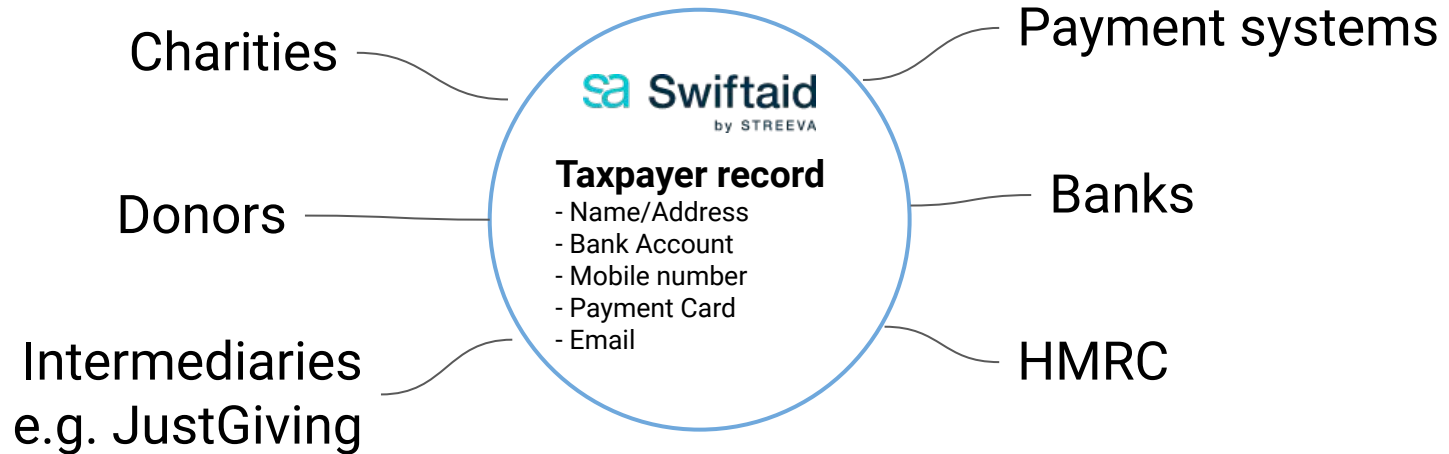 Charities
Donors
Intermediaries
e.g. JustGiving
sa Swiftaid
by STREEVA
Taxpayer record
- Name/Address
- Bank Account
- Mobile number
- Payment Card
- Email
Payment systems
Banks
HMRC